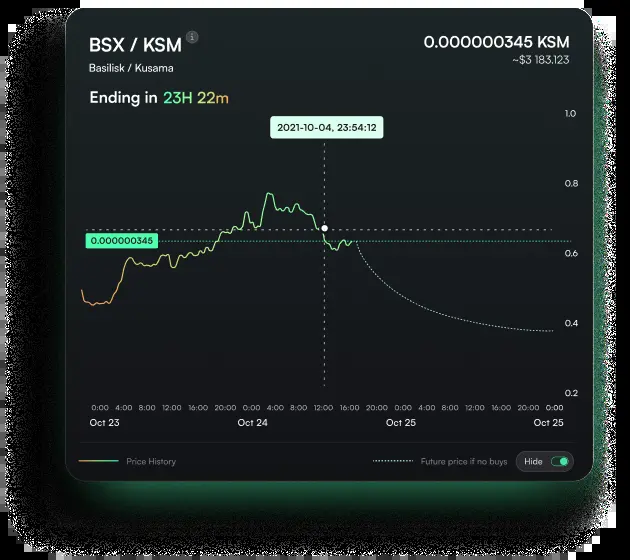 BSX / KSM i
0.000000345 KSM
Basilisk / Kusama
~$3 183.123
Ending in 23H 22m
2021-10-04, 23:54:12
1.0
0.8
0.000000345
0.6
0.4
0.2
0:00 4:00 8:00 12:00 16:00 20:00 0:00 4:00 8:00 12:00 16:00 20:00 0:00 4:00 8:00 12:00 16:00 20:00 0:00
Oct 23 Oct 24 Oct 25 Oct 25
Price History
Future price if no buys
Hide